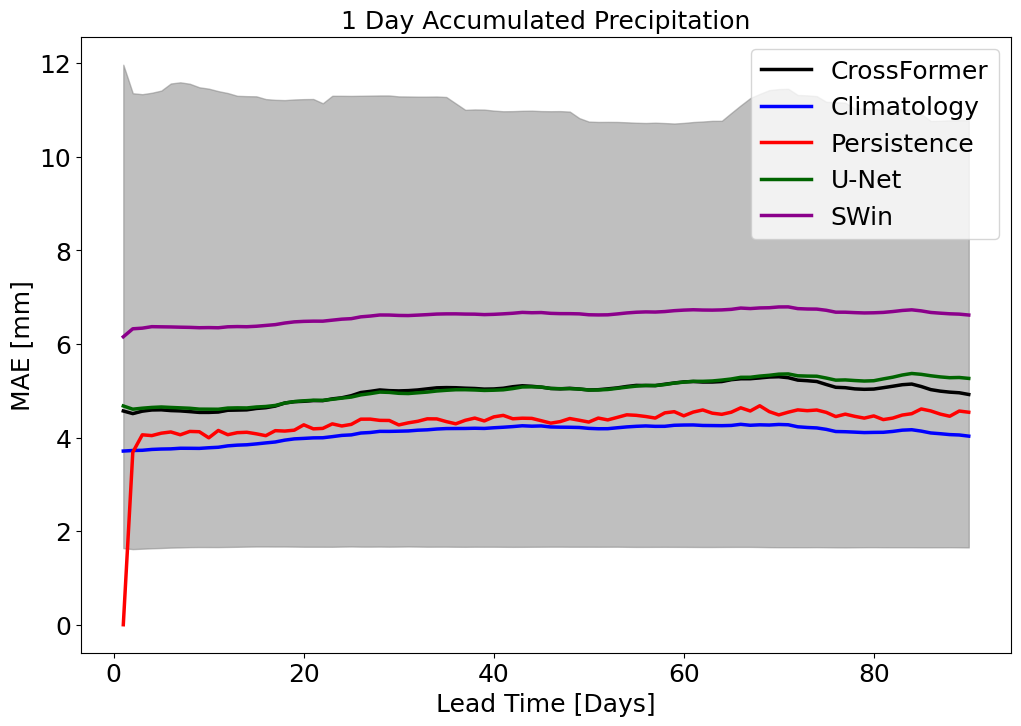 1 Day Accumulated Precipitation
12
10
8
6
4
2
0
MAE [mm]
CrossFormer
Climatology
Persistence
U-Net
SWin
0 20 40 60 80
Lead Time [Days]